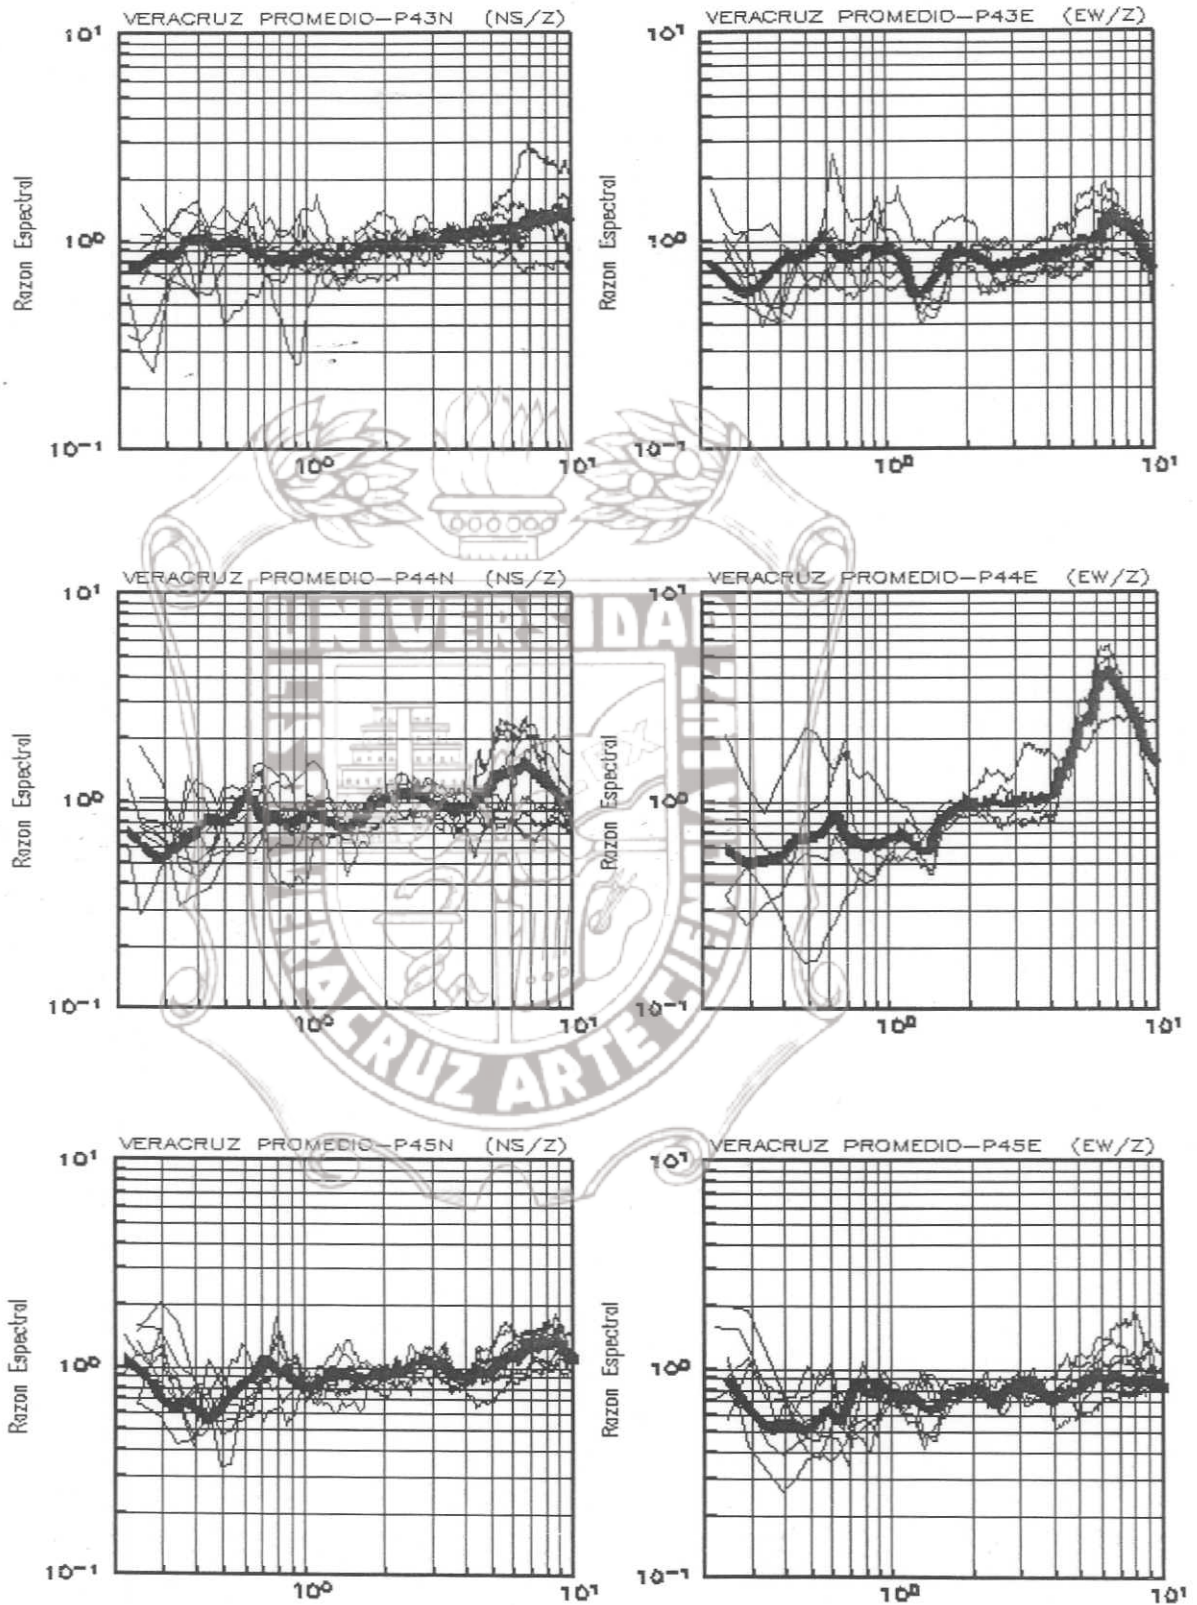 VERACRUZ PROMEDIO-P43N (NS/Z)
VERACRUZ PROMEDIO-P43E (EW/Z)
10¹
10¹
Razon Espectral
Razon Espectral
10⁰
10⁰
10⁻¹
10⁻¹
10⁰
10¹
10⁰
10¹
VERACRUZ PROMEDIO-P44N (NS/Z)
VERACRUZ PROMEDIO-P44E (EW/Z)
10¹
10¹
UNIVERSIDAD
Razon Espectral
Razon Espectral
10⁰
10⁰
10⁻¹
10⁻¹
10⁰
10¹
10⁰
10¹
VERACRUZ ARTE CIENCIA LUZ
VERACRUZ PROMEDIO-P45N (NS/Z)
VERACRUZ PROMEDIO-P45E (EW/Z)
10¹
10¹
Razon Espectral
Razon Espectral
10⁰
10⁰
10⁻¹
10⁻¹
10⁰
10¹
10⁰
10¹